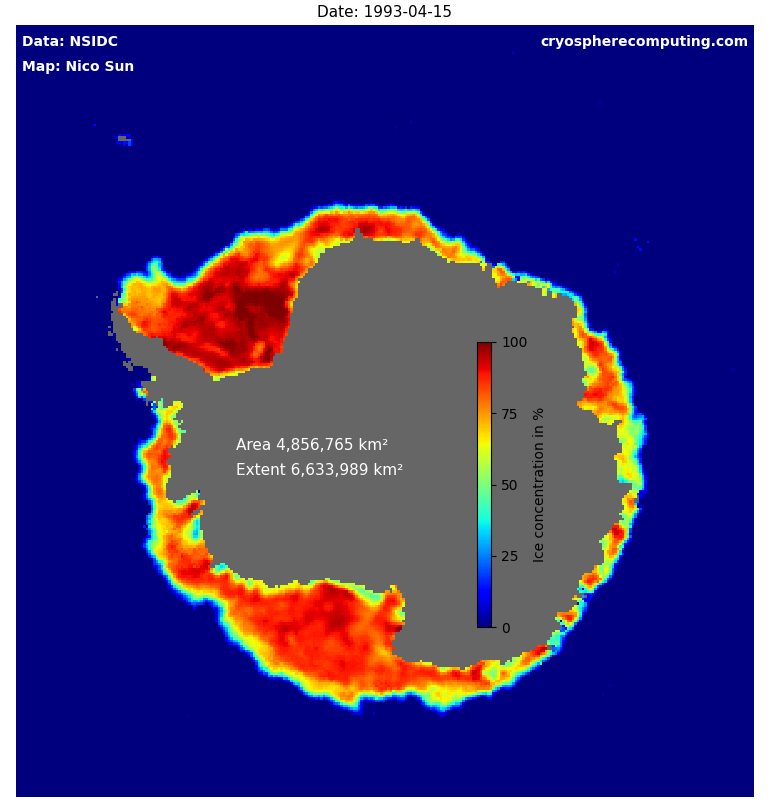 Date: 1993-04-15
Data: NSIDC
cryospherecomputing.com
Map: Nico Sun
100
75
50
25
0
Ice concentration in %
Area 4,856,765 km²
Extent 6,633,989 km²